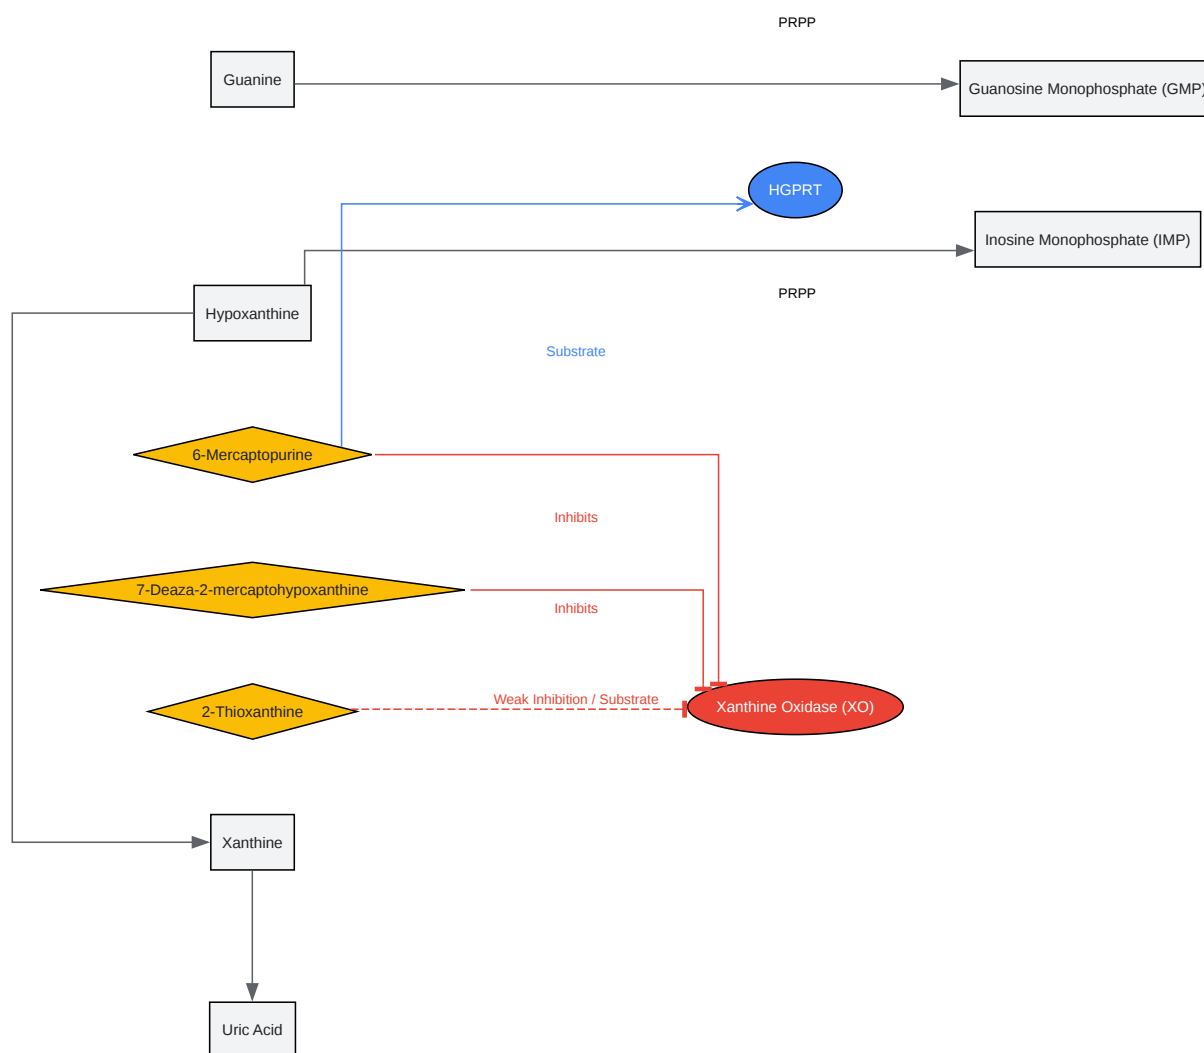 PRPP
Guanine
Guanosine Monophosphate (GMP)
HGPRT
Inosine Monophosphate (IMP)
PRPP
Hypoxanthine
Substrate
6-Mercaptopurine
Inhibits
7-Deaza-2-mercaptohypoxanthine
Inhibits
Weak Inhibition / Substrate
2-Thioxanthine
Xanthine Oxidase (XO)
Xanthine
Uric Acid